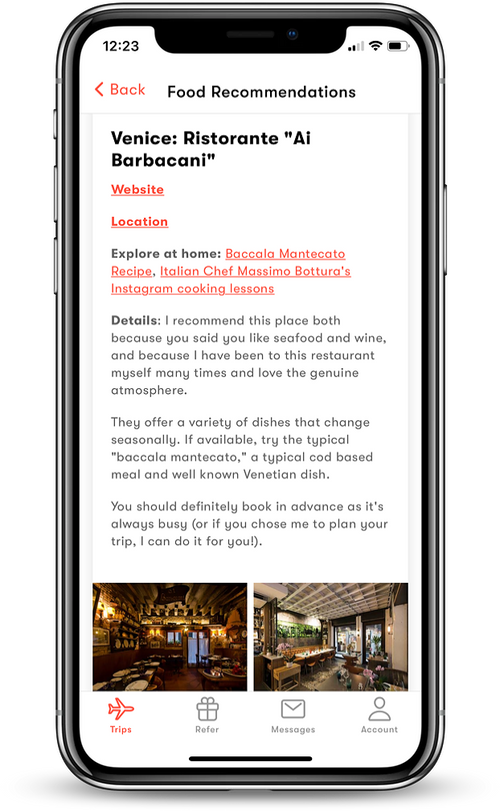 12:23
Back
Food Recommendations
Venice: Ristorante "Ai
Barbacani"
Website
Location
Explore at home: Baccala Mantecato
Recipe, Italian Chef Massimo Bottura's
Instagram cooking lessons
Details: I recommend this place both
because you said you like seafood and wine,
and because I have been to this restaurant
myself many times and love the genuine
atmosphere.
They offer a variety of dishes that change
seasonally. If available, try the typical
"baccala mantecato," a typical cod based
meal and well known Venetian dish.
You should definitely book in advance as it's
always busy (or if you chose me to plan your
trip, I can do it for you!).
Trips
Refer
Messages
Account